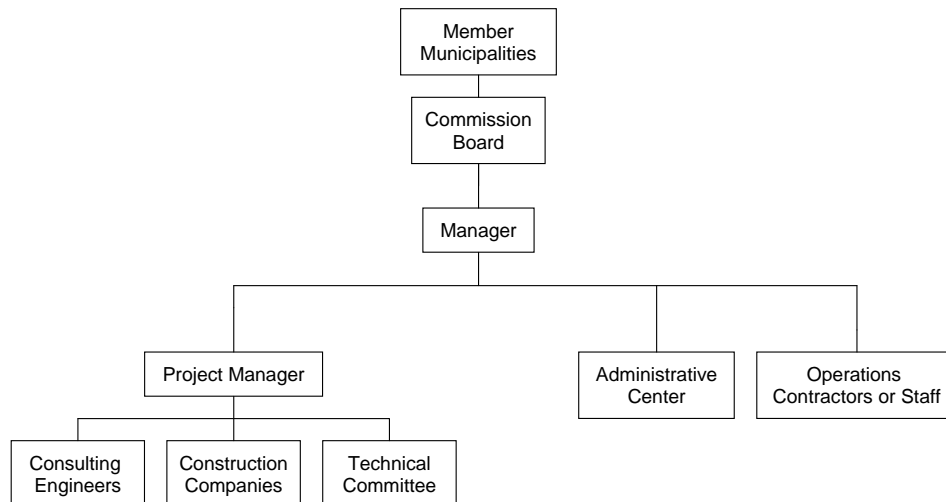 Member
Municipalities
Commission
Board
Manager
Project Manager
Administrative
Center
Operations
Contractors or Staff
Consulting
Engineers
Construction
Companies
Technical
Committee